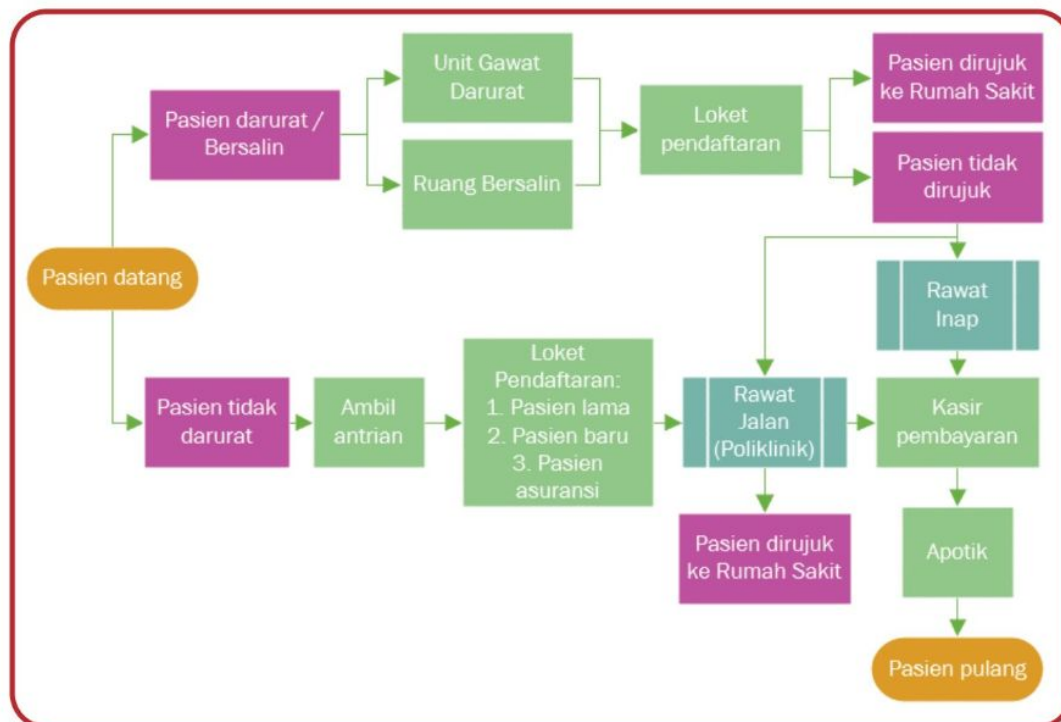 Unit Gawat
Darurat
Pasien dirujuk
ke Rumah Sakit
Pasien darurat /
Bersalin
Loket
pendaftaran
Ruang Bersalin
Pasien tidak
dirujuk
Pasien datang
Rawat
Inap
Pasien tidak
darurat
Ambil
antrian
Loket
Pendaftaran:
1. Pasien lama
2. Pasien baru
3. Pasien
asuransi
Rawat
Jalan
(Poliklinik)
Kasir
pembayaran
Pasien dirujuk
ke Rumah Sakit
Apotik
Pasien pulang